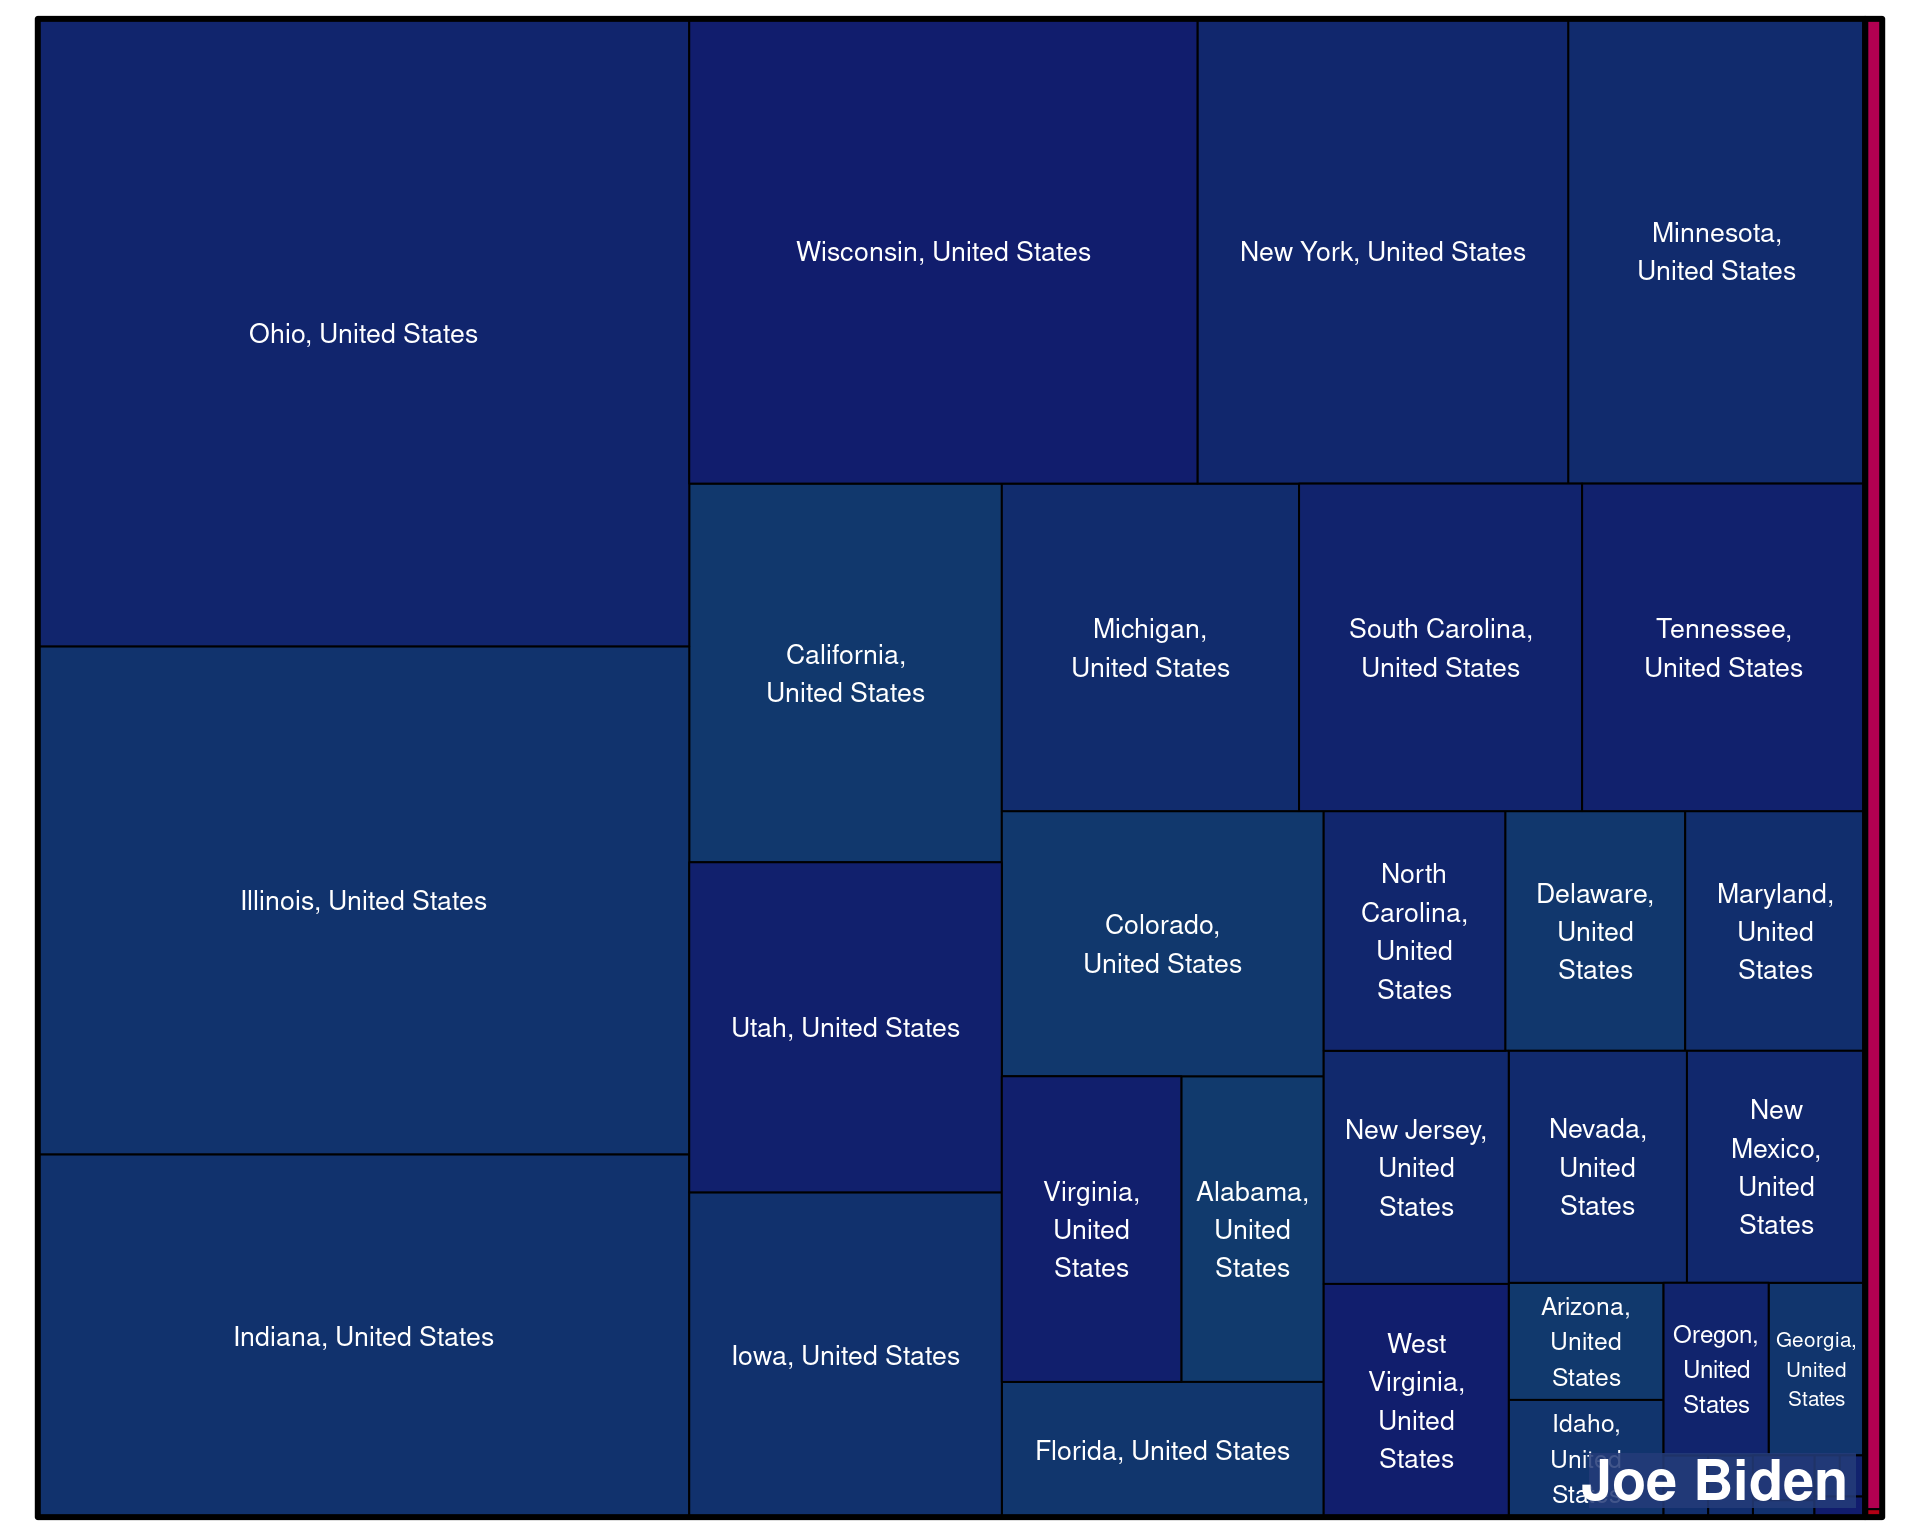 Ohio, United States
Wisconsin, United States
New York, United States
Minnesota,
United States
Illinois, United States
Indiana, United States
California,
United States
Michigan,
United States
South Carolina,
United States
Tennessee,
United States
Utah, United States
Iowa, United States
Colorado,
United States
North
Carolina,
United
States
Delaware,
United
States
Maryland,
United
States
Virginia,
United
States
Alabama,
United
States
Florida, United States
New Jersey,
United
States
Nevada,
United
States
New
Mexico,
United
States
West
Virginia,
United
States
Arizona,
United
States
Idaho,
United
States
Oregon,
United
States
Georgia,
United
States
Joe Biden